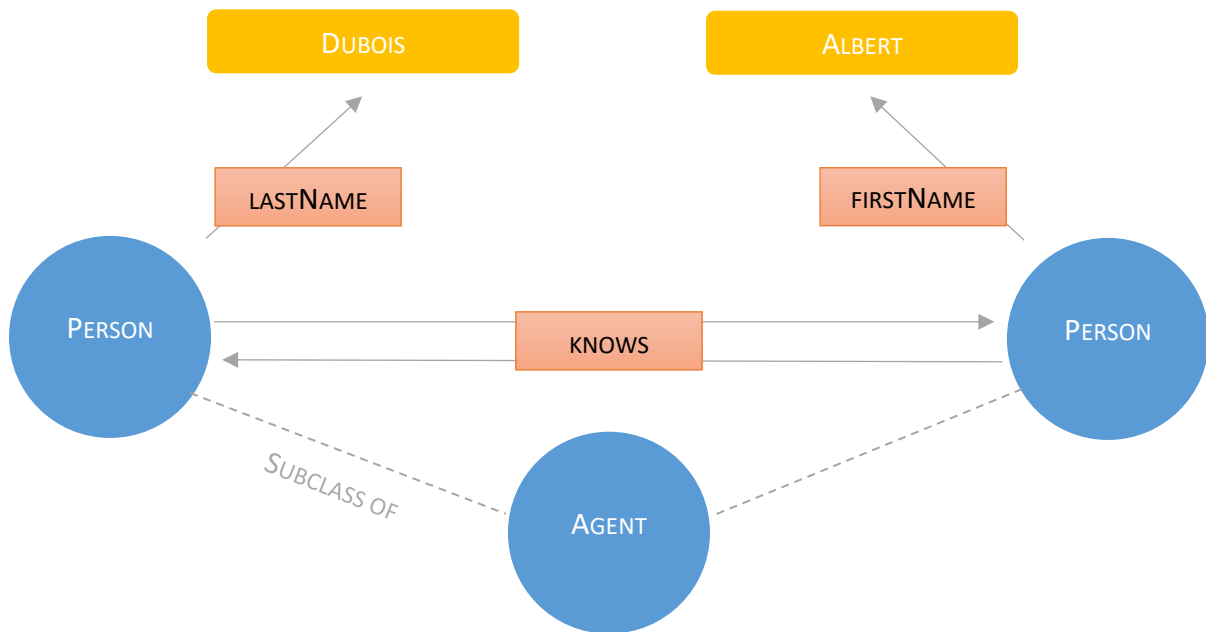 DUBOIS
ALBERT
LASTNAME
FIRSTNAME
PERSON
KNOWS
PERSON
SUBCLASS OF
AGENT